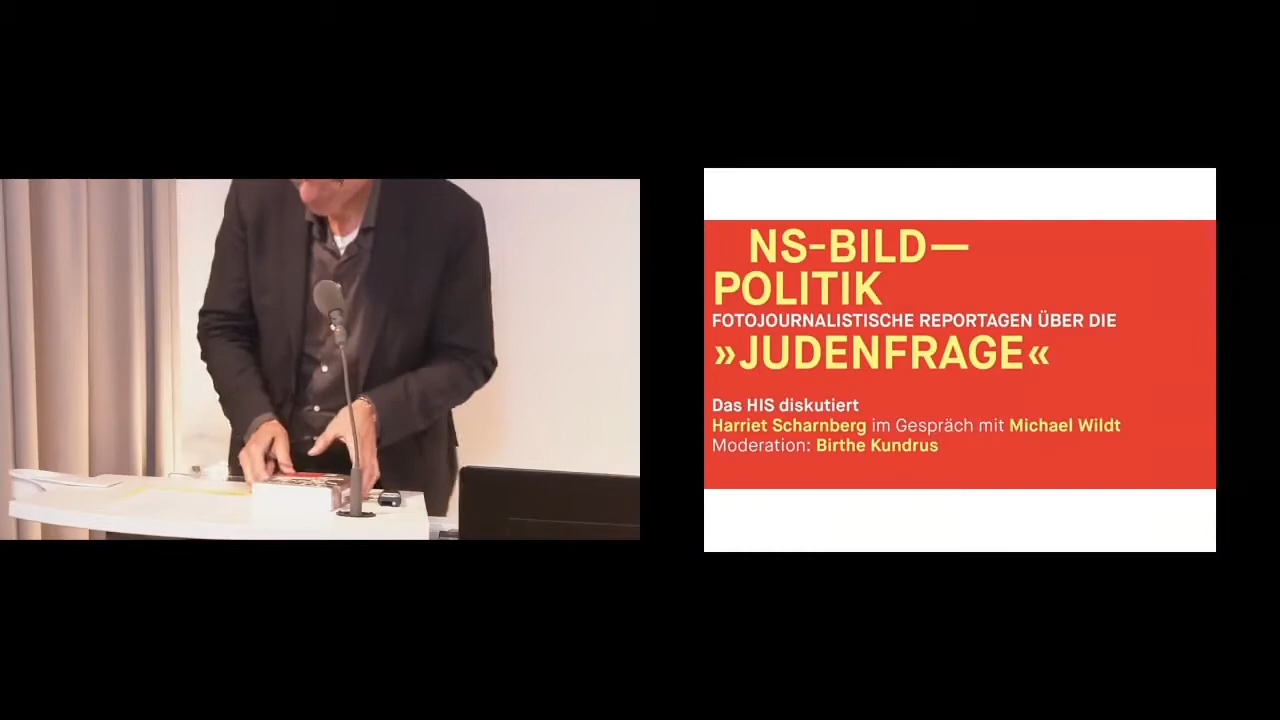 NS-BILD—
POLITIK
FOTOJOURNALISTISCHE REPORTAGEN ÜBER DIE
»JUDENFRAGE«
Das HIS diskutiert
Harriet Scharnberg im Gespräch mit Michael Wildt
Moderation: Birthe Kundrus